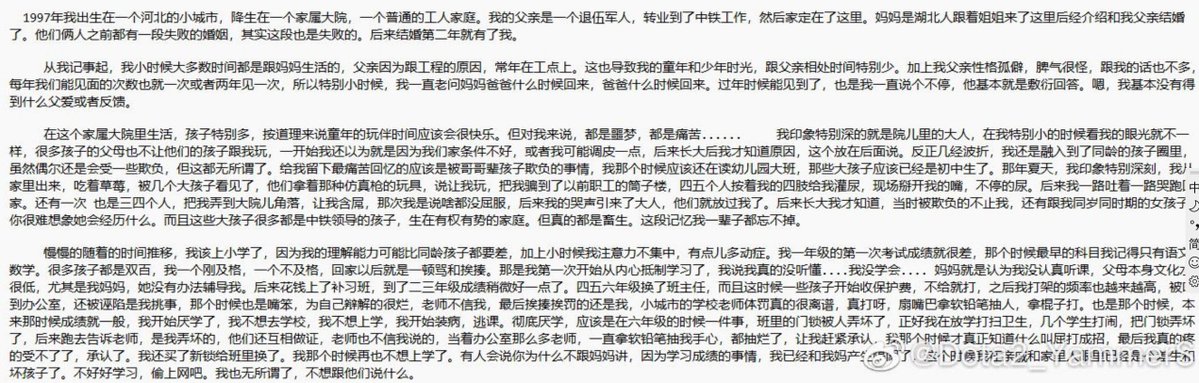 1997年我出生在一个河北的小城市，降生在一个家属大院，一个普通的工人家庭。我的父亲是一个退伍军人，转业到了中铁工作，然后家定在了这里。妈妈是湖北人跟着姐姐来了这里后经介绍和我父亲结婚
了。他们俩人之前都有一段失败的婚姻，其实这段也是失败的。后来结婚第二年就有了我。
从我记事起，我小时候大多数时间都是跟妈妈生活的，父亲因为跟工程的原因，常年在工点上。这也导致我的童年和少年时光，跟父亲相处时间特别少。加上我父亲性格孤僻，脾气很怪，跟我的话也不多，
每年我们能见面的次数也就一次或者两年见一次，所以特别小时候，我一直老问妈妈爸爸什么时候回来，爸爸什么时候回来。过年时候能见到了，也是我一直说个不停，他基本就是敷衍回答。嗯，我基本没有得
到什么父爱或者反馈。
在这个家属大院里生活，孩子特别多，按道理来说童年的玩伴时间应该会很快乐。但对我来说，都是噩梦，都是痛苦...... 我印象特别深的就是院儿里的大人，在我特别小的时候看我的眼光就不一
样，很多孩子的父母也不让他们的孩子跟我玩，一开始我还以为就是因为我们家条件不好，或者我可能调皮一点，后来长大后我才知道原因，这个放在后面说。反正几经波折，我还是融入到了同龄的孩子圈里，
虽然偶尔还是会受一些欺负，但这都无所谓了。给我留下最痛苦回忆的应该是被哥哥辈孩子欺负的事情，我那个时候应该还在读幼儿园大班，那些大孩子应该已经是初中生了。那年夏天，我印象特别深刻，我从
家里出来，吃着草莓，被几个大孩子看见了，他们拿着那种仿真枪的玩具，说让我玩，把我骗到了以前职工的筒子楼，四五个人按着我的四肢给我灌尿，现场掰开我的嘴，不停的尿。后来我一路吐着一路哭跑回
家。还有一次 也是三四个人，把我弄到大院儿角落，让我含屌，那次我是说啥都没屈服，后来我的哭声引来了大人，他们就放过我了。后来长大我才知道，当时被欺负的不止我，还有跟我同岁同时期的女孩子，
你很难想象她会经历什么。而且这些大孩子很多都是中铁领导的孩子，生在有权有势的家庭。但真的都是畜生。这段记忆我一辈子都忘不掉。
慢慢的随着的时间推移，我该上小学了，因为我的理解能力可能比同龄孩子都要差，加上小时候我注意力不集中，有点儿多动症。我一年级的第一次考试成绩就很差，那个时候最早的科目我记得只有语文
数学。很多孩子都是双百，我一个刚及格，一个不及格，回家以后就是一顿骂和挨揍。那是我第一次开始从内心抵制学习了，我说我真的没听懂....我没学会.... 妈妈就是认为我没认真听课，父母本身文化水
很低，尤其是我妈妈，她没有办法辅导我。后来花钱上了补习班，到了二三年级成绩稍微好一点了。四五六年级换了班主任，而且这时候一些孩子开始收保护费，不给就打，之后我打架的频率也越来越高，被叫
到办公室，还被诬陷是我挑事，那个时候也是嘴笨，为自己辩解的很烂，老师不信我，最后挨揍挨罚的还是我，小城市的学校老师体罚真的很离谱，真打呀，扇嘴巴拿软铅笔抽人，拿棍子打。也是那个时候，本
来那时候成绩就一般，我开始厌学了，我不想去学校，我不想上学，我开始装病，逃课。彻底厌学，应该是在六年级的时候一件事，班里的门锁被人弄坏了，正好我在放学打扫卫生，几个学生打闹，把门锁弄坏
了，后来跑去告诉老师，是我弄坏的，他们还互相做证，老师也不信我说的，当着办公室那么多老师，一直拿软铅笔抽我手心，都抽烂了，让我赶紧承认，我那个时候才真正知道什么叫屈打成招，最后我真的疼
的受不了了，承认了。我还买了新锁给班里换了。我那个时候再也不想上学了。有人会说你为什么不跟妈妈讲，因为学习成绩的事情，我已经和我妈产
坏孩子了。不好好学习，偷上网吧。我也无所谓了，不想跟他们说什么。
中
简
@Dota2_YammerS